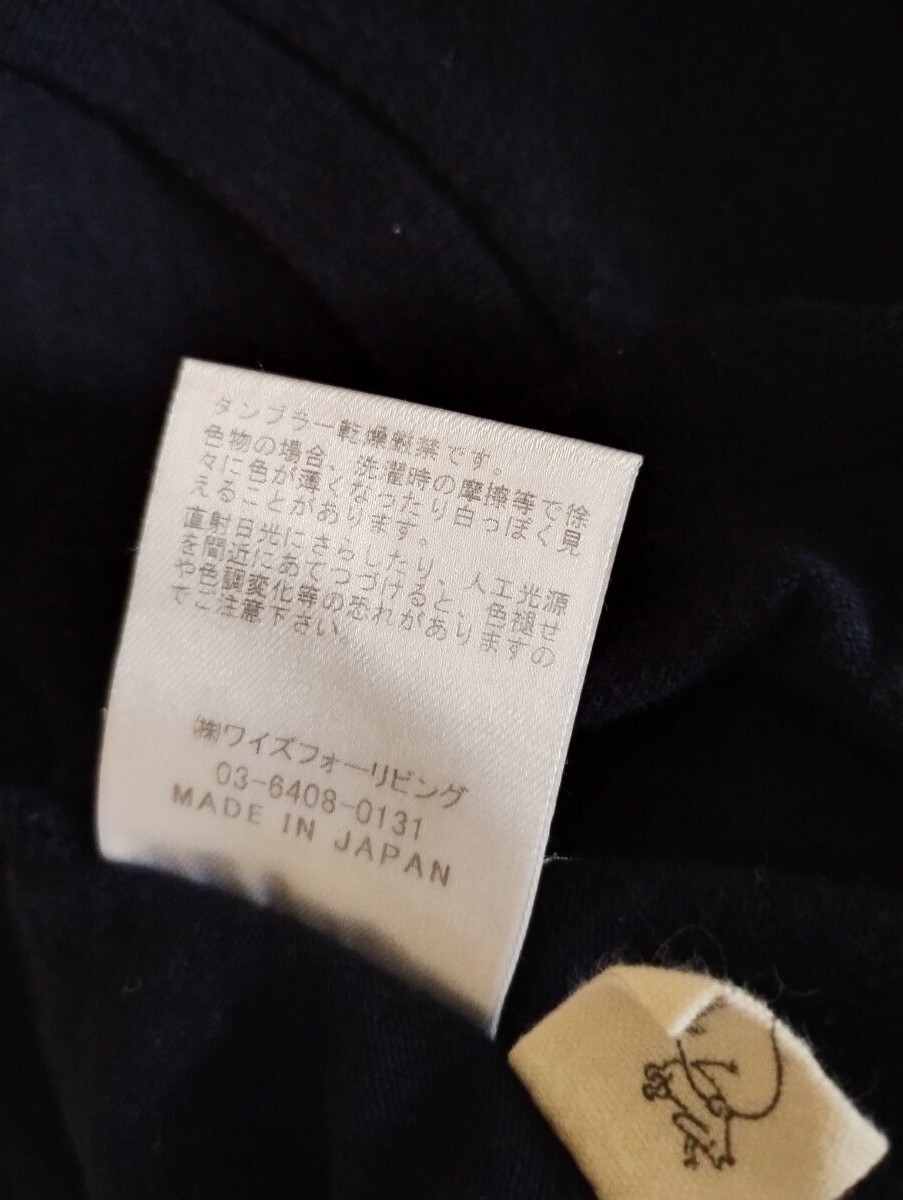 タンブラー乾燥厳禁です。
色物の場合、洗濯時の摩擦等で徐
々に色が薄くなったり白っぽく見
えることがあります。
直射日光にさらしたり、人工光源
を間近にあてつづけると、色褪せ
や色調変化等の恐れがありますの
でご注意下さい。
㈱ワイズフォーリビング
03-6408-0131
MADE IN JAPAN